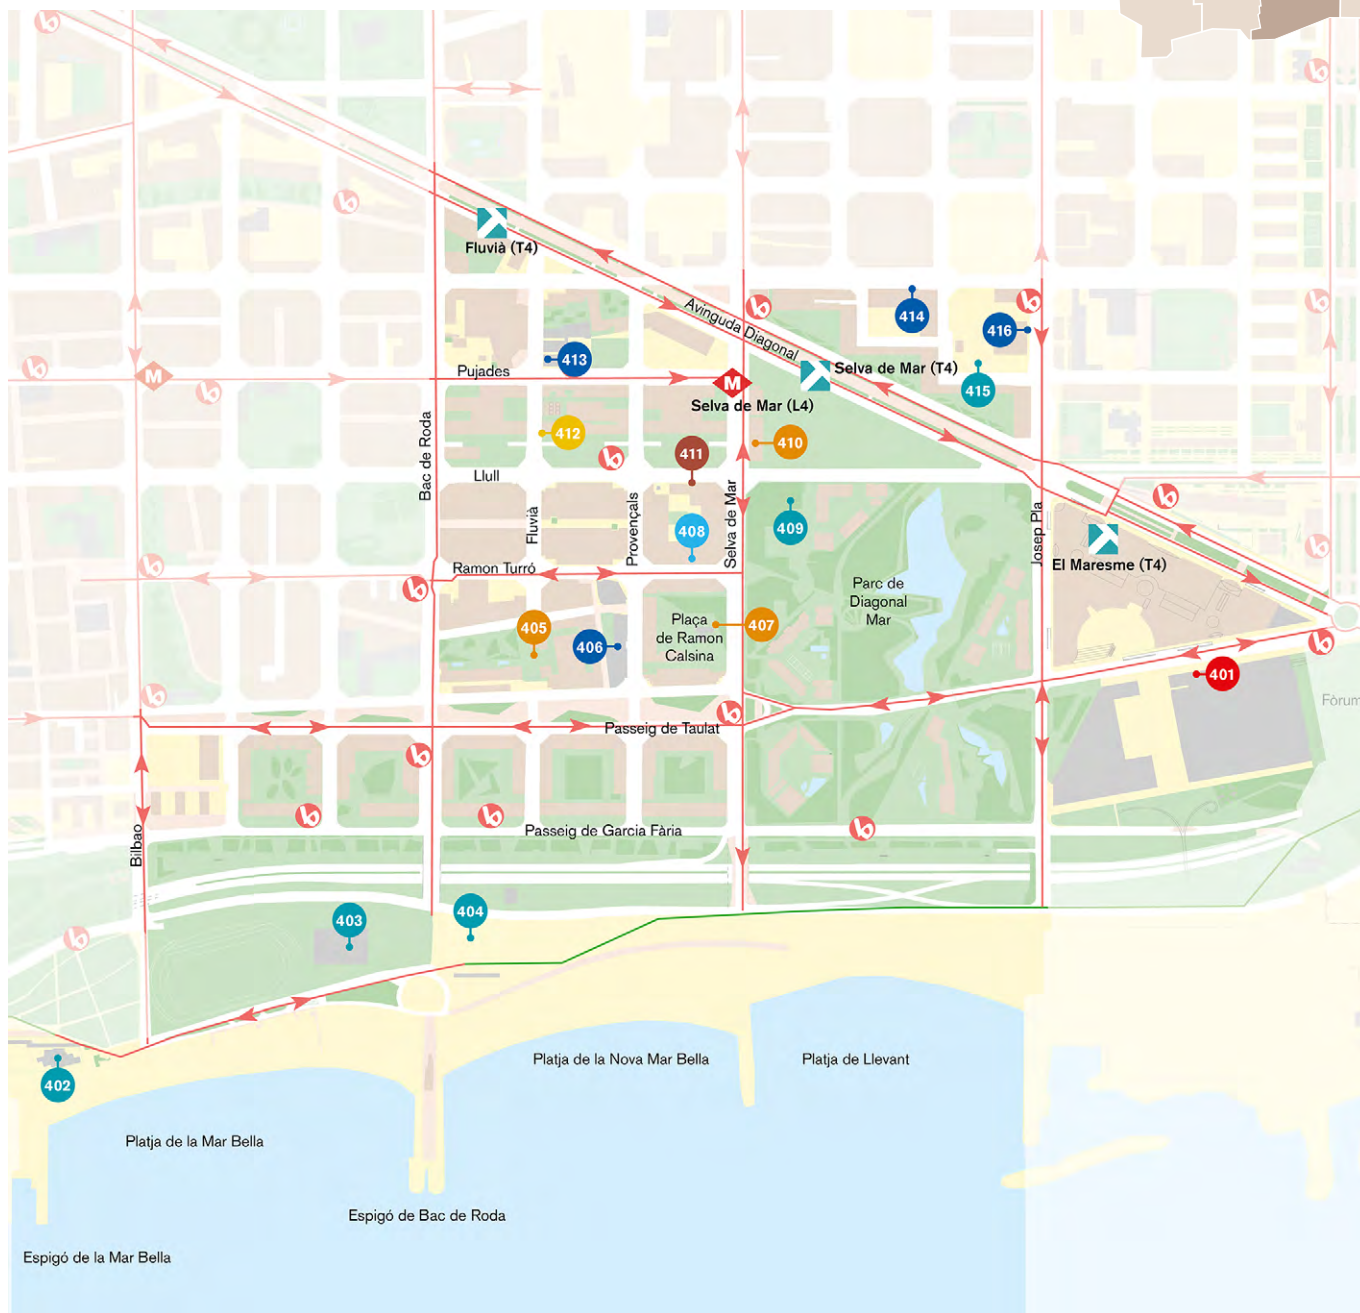 Fluvià (T4)
Avinguda Diagonal
414
416
413
Pujades
M
M
Selva de Mar (T4)
Selva de Mar (L4)
415
412
411
410
Bac de Roda
Llull
Fluvià
Provençals
408
Selva de Mar
409
Josep Pla
Ramon Turró
El Maresme (T4)
Parc de
Diagonal
Mar
405
406
Plaça
de Ramon
Calsina
407
401
Fòrum
Passeig de Taulat
Passeig de Garcia Fària
Bilbao
403
404
402
Platja de la Nova Mar Bella
Platja de Llevant
Platja de la Mar Bella
Espigó de Bac de Roda
Espigó de la Mar Bella